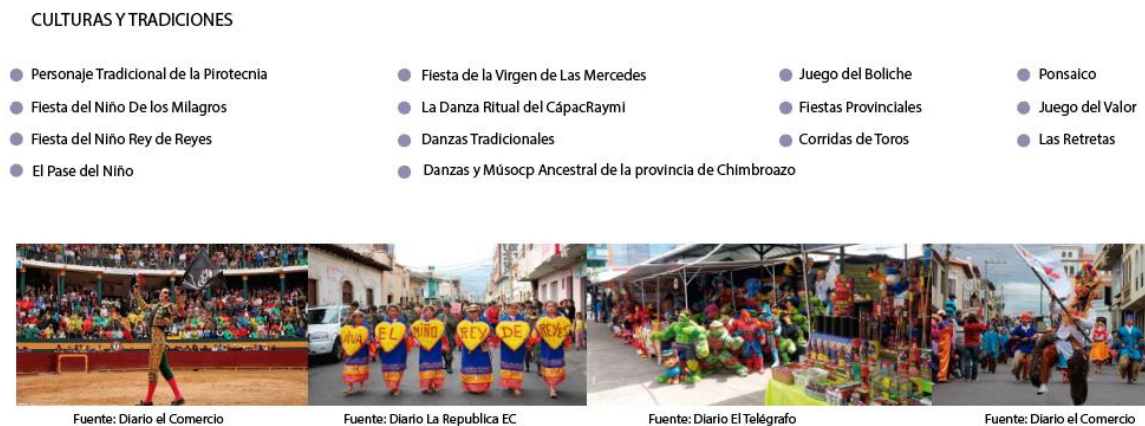 CULTURAS Y TRADICIONES
Personaje Tradicional de la Pirotecnia
Fiesta del Niño De los Milagros
Fiesta del Niño Rey de Reyes
El Pase del Niño
Fiesta de la Virgen de Las Mercedes
La Danza Ritual del CápacRaymi
Danzas Tradicionales
Danzas y Músocp Ancestral de la provincia de Chimbroazo
Juego del Boliche
Fiestas Provinciales
Corridas de Toros
Ponsaico
Juego del Valor
Las Retretas
VIVA EL NIÑO REY DE REYES
Fuente: Diario el Comercio
Fuente: Diario La Republica EC
Fuente: Diario El Telégrafo
Fuente: Diario el Comercio